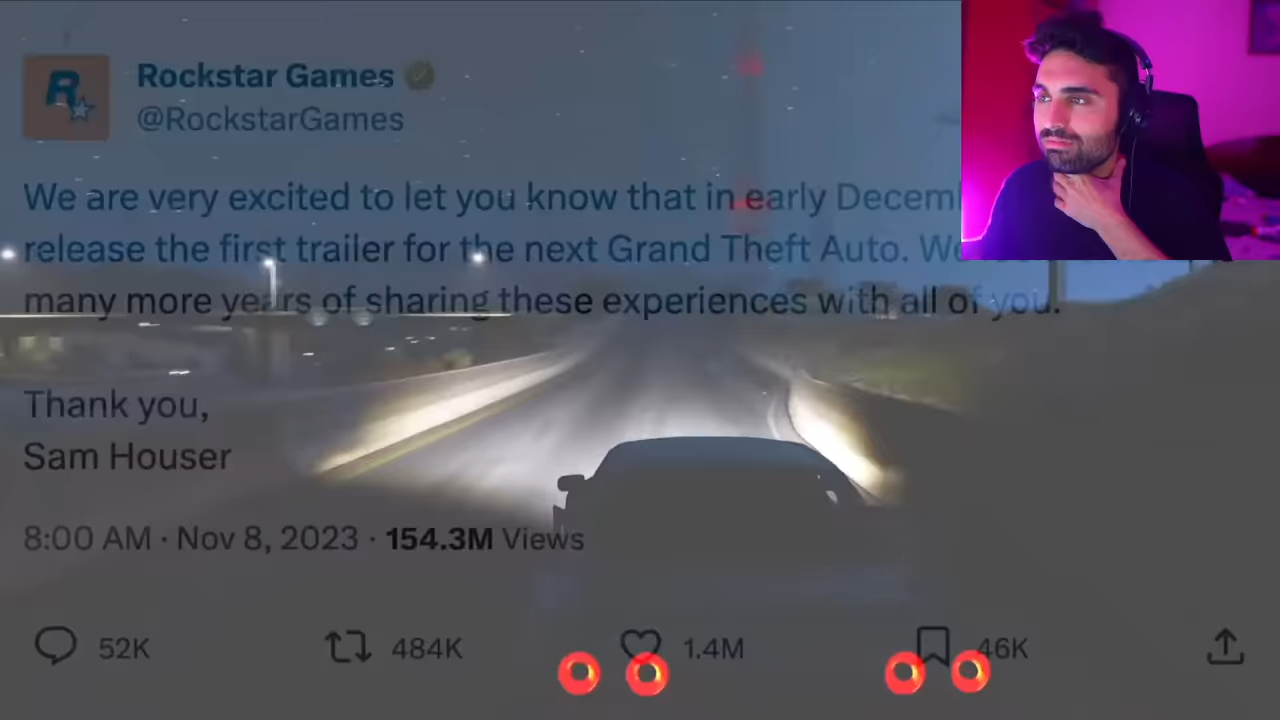 Rockstar Games
@RockstarGames
We are very excited to let you know that in early Decem
release the first trailer for the next Grand Theft Auto. We
many more years of sharing these experiences with all of you.
Thank you,
Sam Houser
8:00 AM · Nov 8, 2023 · 154.3M Views
52K 484K 1.4M 46K